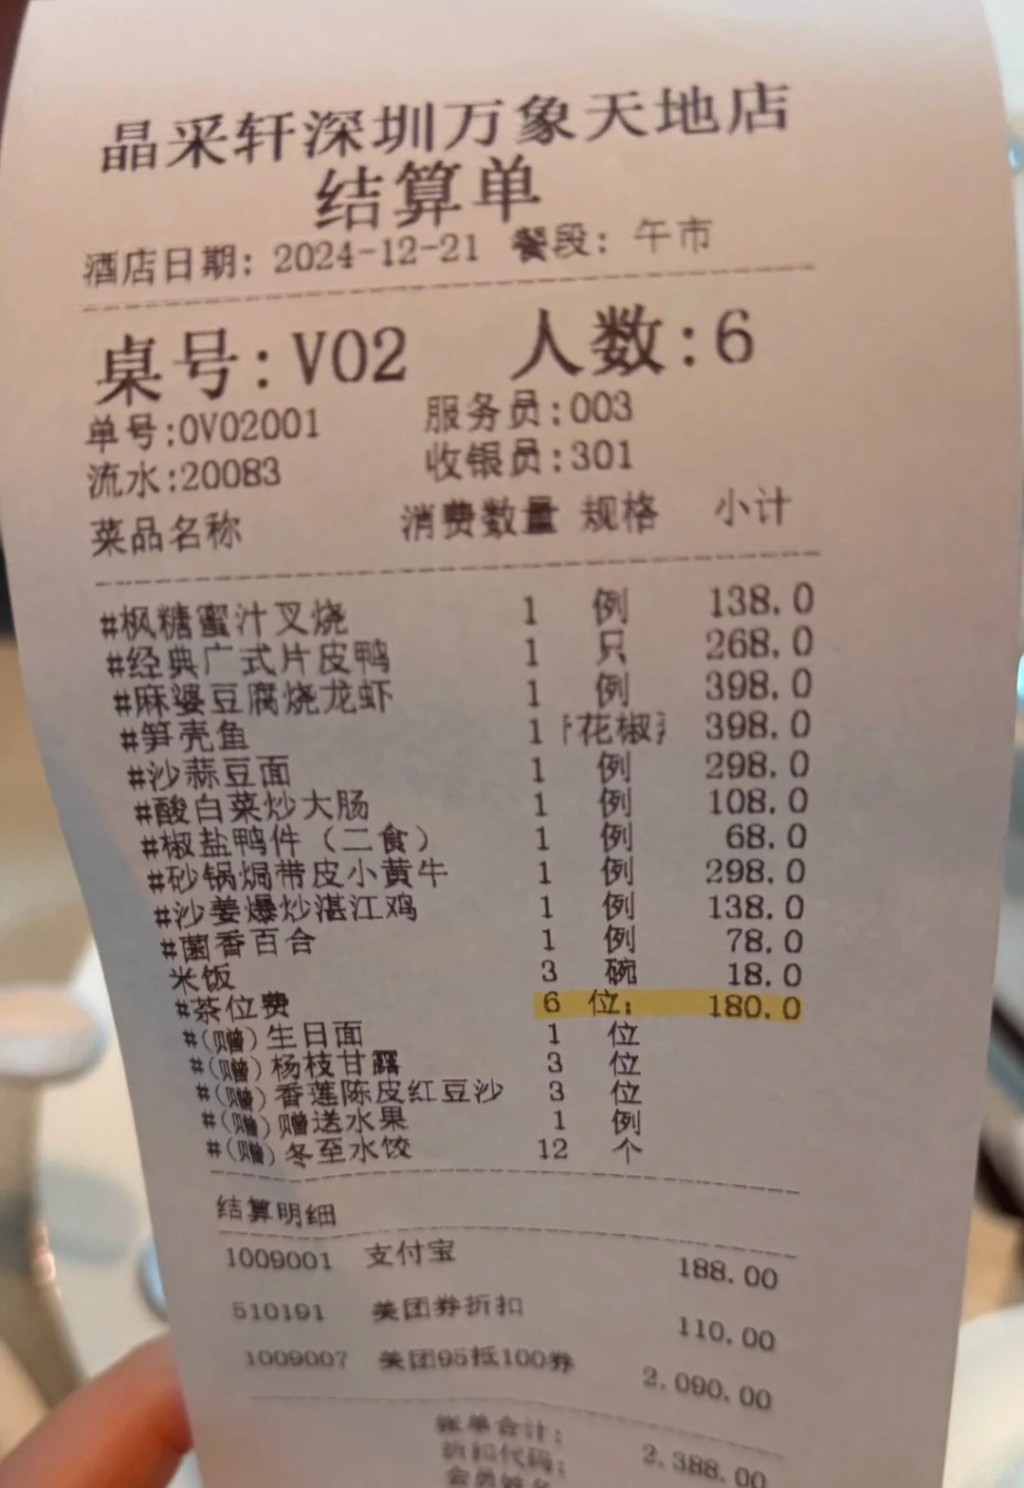 晶采轩深圳万象天地店
结算单
酒店日期: 2024-12-21 餐段: 午市
桌号:V02 人数:6
单号:0V02001 服务员:003
流水:20083 收银员:301
菜品名称 消费数量 规格 小计
#枫糖蜜汁叉烧 1 例 138.0
#经典广式片皮鸭 1 只 268.0
#麻婆豆腐烧龙虾 1 例 398.0
#笋壳鱼 1 花椒 398.0
#沙蒜豆面 1 例 298.0
#酸白菜炒大肠 1 例 108.0
#椒盐鸭件（二食） 1 例 68.0
#砂锅焗带皮小黄牛 1 例 298.0
#沙姜爆炒湛江鸡 1 例 138.0
#菌香百合 1 例 78.0
米饭 3 碗 18.0
#茶位费 6 位; 180.0
#(赠) 生日面 1 位
#(赠) 杨枝甘露 3 位
#(赠) 香莲陈皮红豆沙 3 位
#(赠) 赠送水果 1 例
#(赠) 冬至水饺 12 个
结算明细
1009001 支付宝 188.00
510191 美团券折扣 110.00
1009007 美团95抵100券 2,090.00
账单合计: 2,388.00
折扣代码: